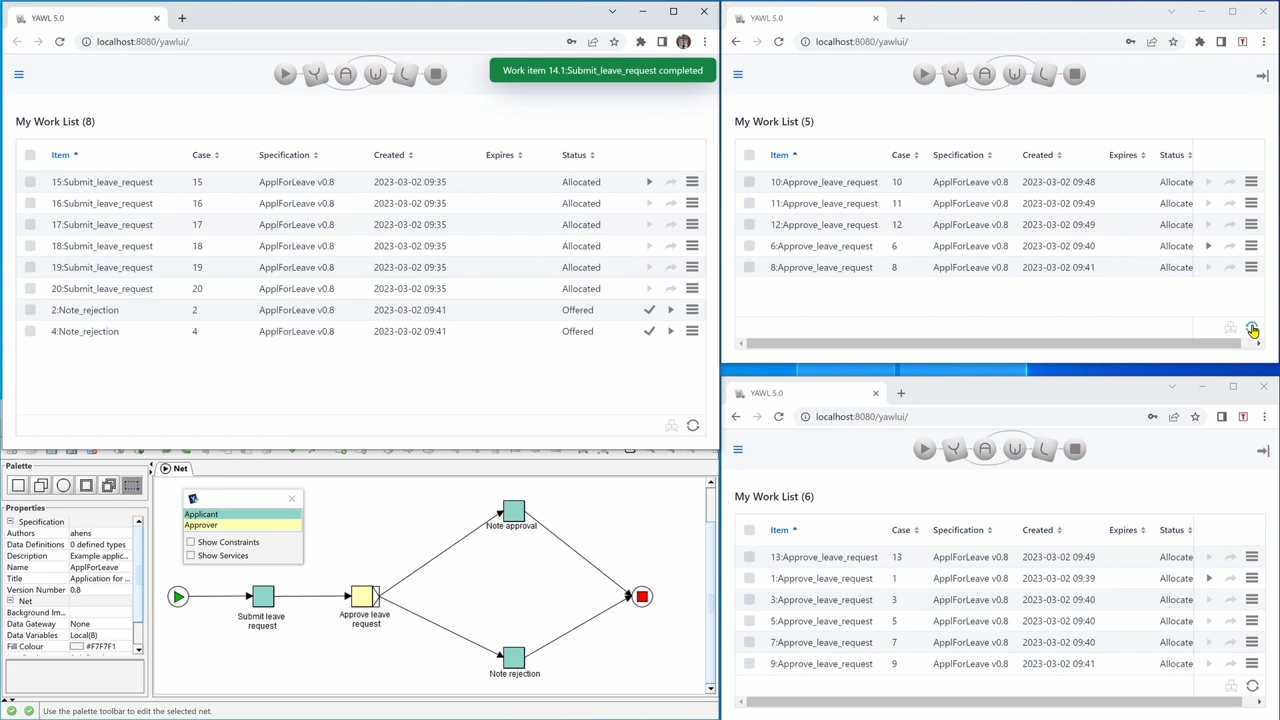 YAWL 5.0
localhost:8080/yawlui/
Y A W L
Work item 14.1:Submit_leave_request completed
My Work List (8)
Item Case Specification Created Expires Status
15:Submit_leave_request 15 ApplForLeave v0.8 2023-03-02 09:35 Allocated
16:Submit_leave_request 16 ApplForLeave v0.8 2023-03-02 09:35 Allocated
17:Submit_leave_request 17 ApplForLeave v0.8 2023-03-02 09:35 Allocated
18:Submit_leave_request 18 ApplForLeave v0.8 2023-03-02 09:35 Allocated
19:Submit_leave_request 19 ApplForLeave v0.8 2023-03-02 09:35 Allocated
20:Submit_leave_request 20 ApplForLeave v0.8 2023-03-02 09:35 Allocated
2:Note_rejection 2 ApplForLeave v0.8 2023-03-02 09:41 Offered
4:Note_rejection 4 ApplForLeave v0.8 2023-03-02 09:41 Offered
YAWL 5.0
localhost:8080/yawlui/
Y A W L
My Work List (5)
Item Case Specification Created Expires Status
10:Approve_leave_request 10 ApplForLeave v0.8 2023-03-02 09:48 Allocate
11:Approve_leave_request 11 ApplForLeave v0.8 2023-03-02 09:49 Allocate
12:Approve_leave_request 12 ApplForLeave v0.8 2023-03-02 09:49 Allocate
6:Approve_leave_request 6 ApplForLeave v0.8 2023-03-02 09:40 Allocate
8:Approve_leave_request 8 ApplForLeave v0.8 2023-03-02 09:41 Allocate
YAWL 5.0
localhost:8080/yawlui/
Y A W L
My Work List (6)
Item Case Specification Created Expires Status
13:Approve_leave_request 13 ApplForLeave v0.8 2023-03-02 09:49 Allocate
1:Approve_leave_request 1 ApplForLeave v0.8 2023-03-02 09:39 Allocate
3:Approve_leave_request 3 ApplForLeave v0.8 2023-03-02 09:40 Allocate
5:Approve_leave_request 5 ApplForLeave v0.8 2023-03-02 09:40 Allocate
7:Approve_leave_request 7 ApplForLeave v0.8 2023-03-02 09:40 Allocate
9:Approve_leave_request 9 ApplForLeave v0.8 2023-03-02 09:41 Allocate
Palette
Properties
Specification
Authors ahens
Data Definitions 0 defined types
Description Example applic...
Name ApplForLeave
Title Application for ...
Version Number 0.8
Net
Background Im...
Data Gateway None
Data Variables Local(8)
Fill Colour #F7F7F1
Net
Applicant
Approver
Show Constraints
Show Services
Note approval
Submit leave
request
Approve leave
request
Note rejection
Use the palette toolbar to edit the selected net.